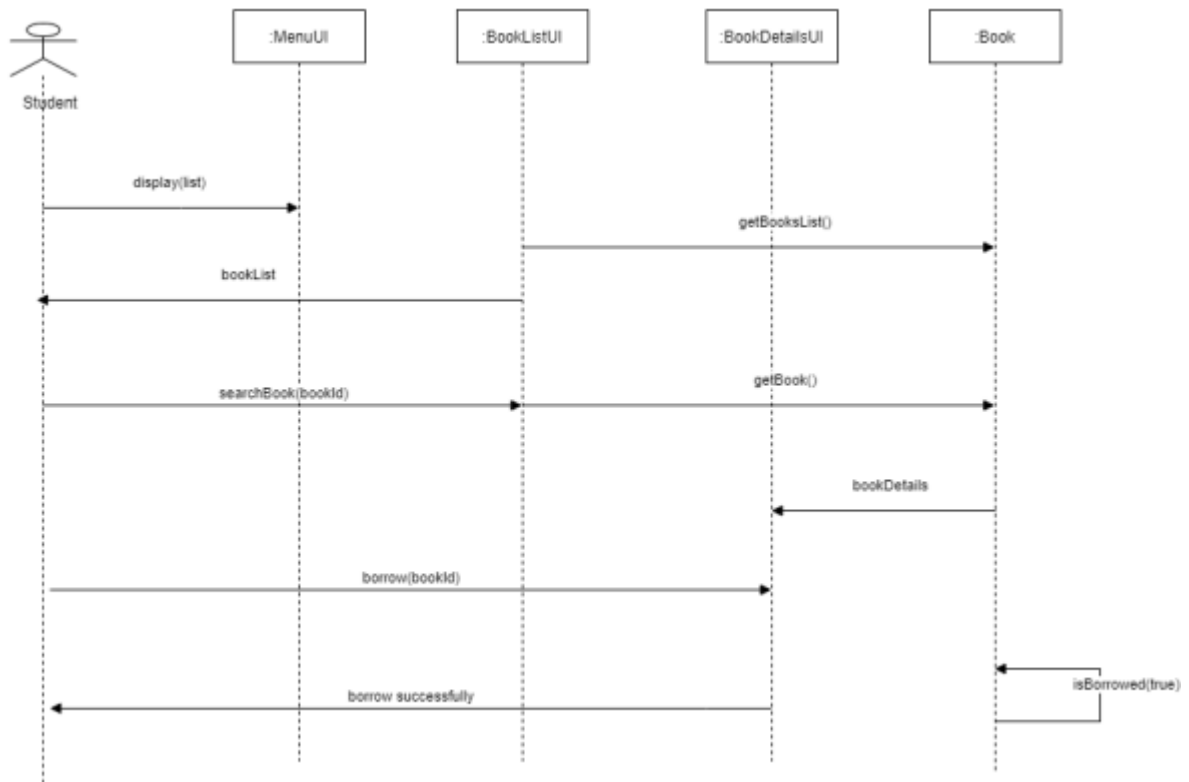 :MenuUI
:BookListUI
:BookDetailsUI
:Book
Student
display(list)
getBooksList()
bookList
getBook()
searchBook(bookId)
bookDetails
borrow(bookId)
isBorrowed(true)
borrow successfully